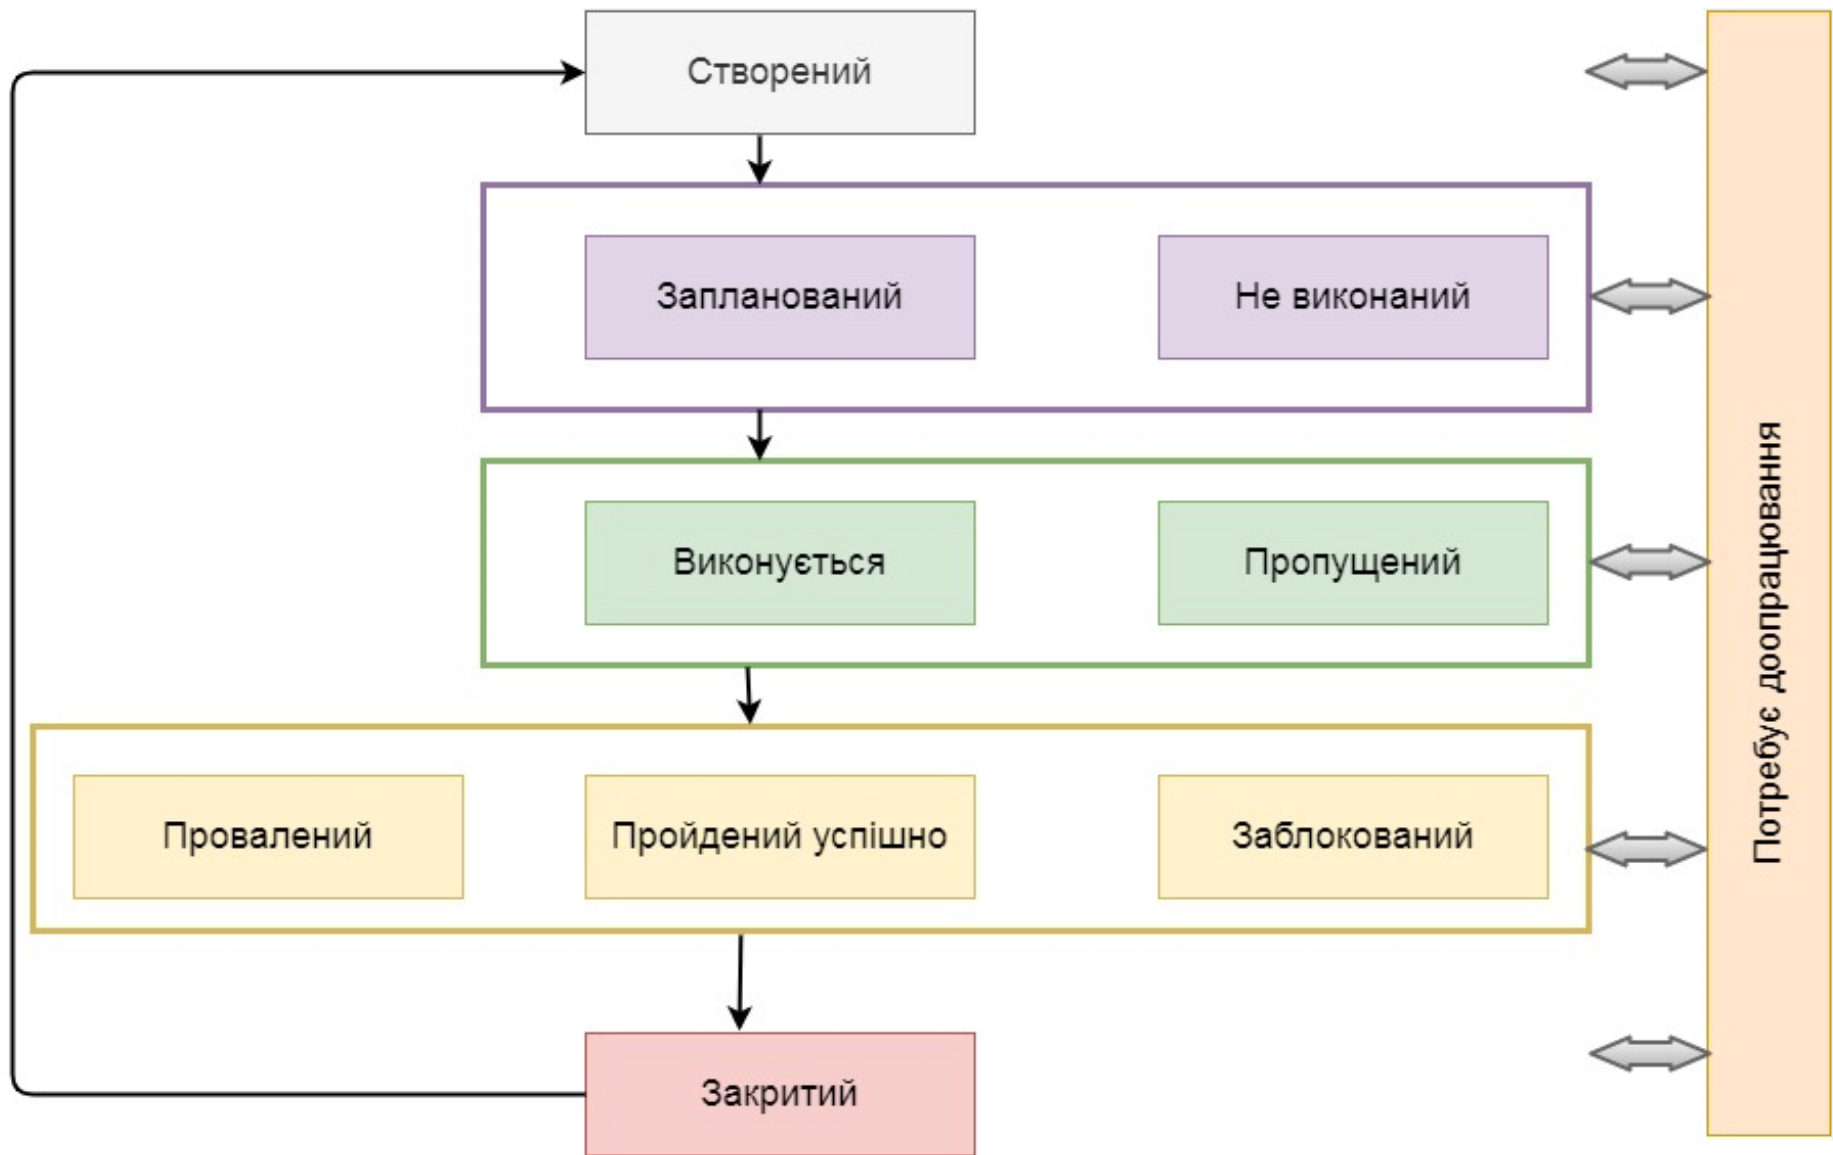 Створений
Запланований
Не виконаний
Виконується
Пропущений
Провалений
Пройдений успішно
Заблокований
Закритий
Потребує доопрацювання